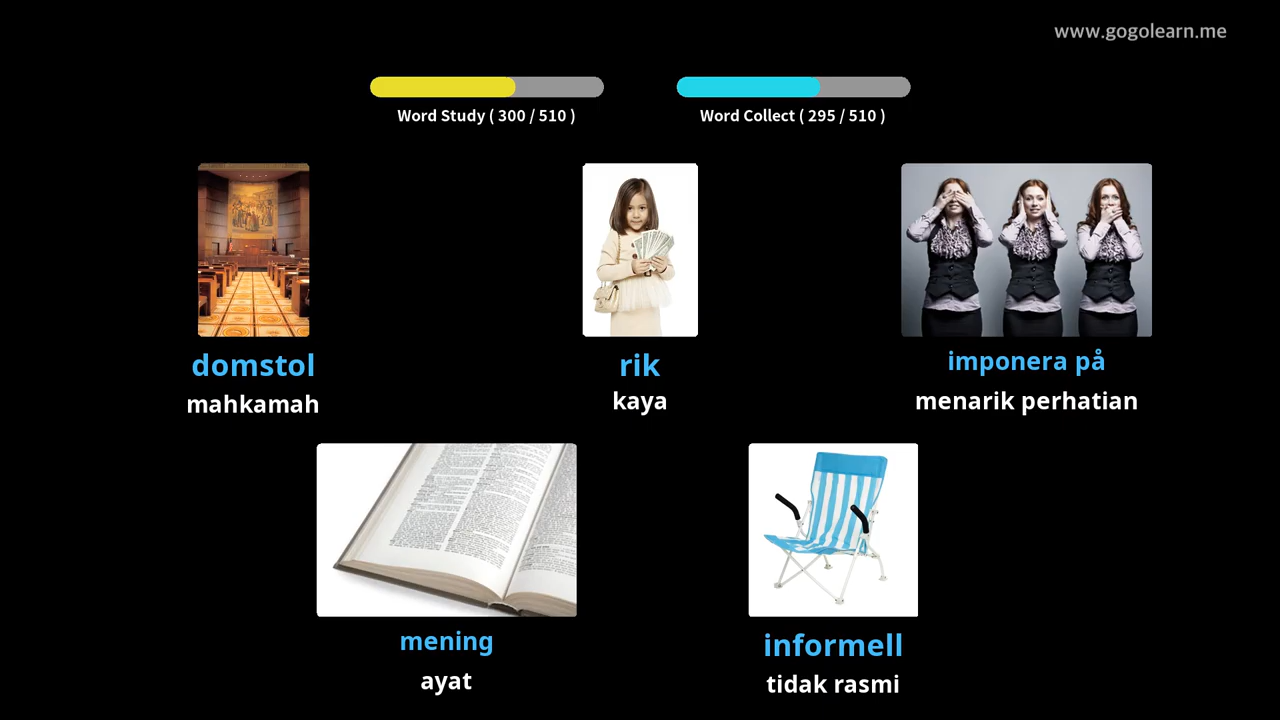 www.gogolearn.me
Word Study ( 300 / 510 )
Word Collect ( 295 / 510 )
domstol
mahkamah
rik
kaya
imponera på
menarik perhatian
mening
ayat
informell
tidak rasmi